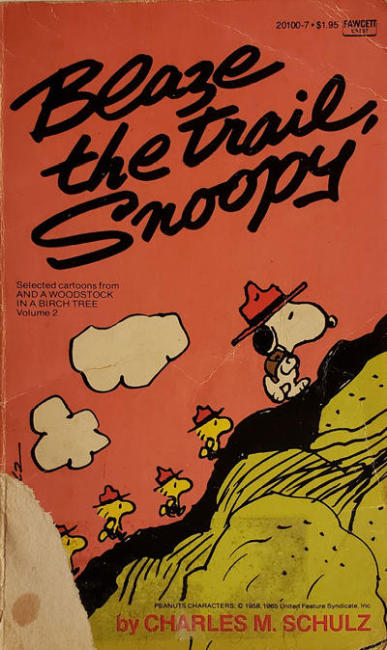 20100-7 • $1.95 FAWCETT
CREST
Blaze
the trail,
Snoopy
Selected cartoons from
AND A WOODSTOCK
IN A BIRCH TREE
Volume 2
PEANUTS CHARACTERS: © 1958, 1965 United Feature Syndicate, Inc
by CHARLES M. SCHULZ